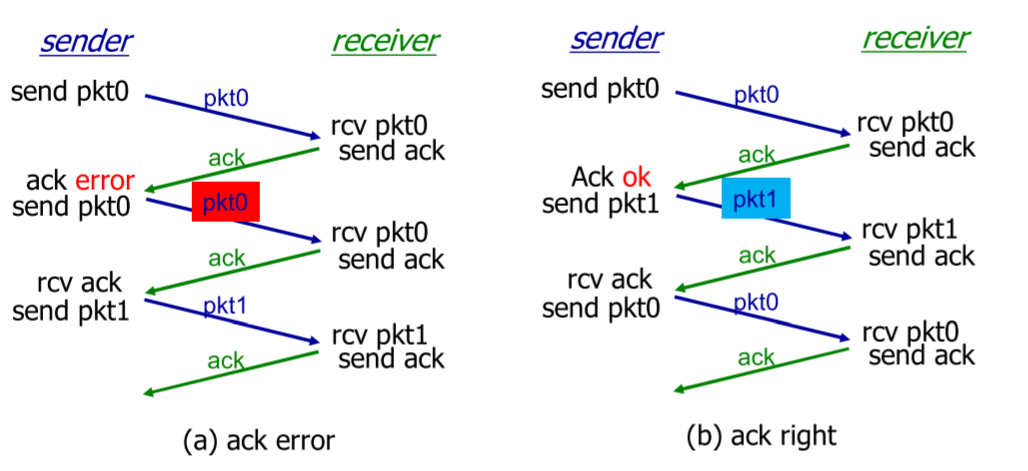 sender
receiver
send pkt0
pkt0
rcv pkt0
send ack
ack
ack error
send pkt0
pkt0
rcv pkt0
send ack
ack
rcv ack
send pkt1
pkt1
rcv pkt1
send ack
ack
(a) ack error
sender
receiver
send pkt0
pkt0
rcv pkt0
send ack
ack
Ack ok
send pkt1
pkt1
rcv pkt1
send ack
ack
rcv ack
send pkt0
pkt0
rcv pkt0
send ack
ack
(b) ack right